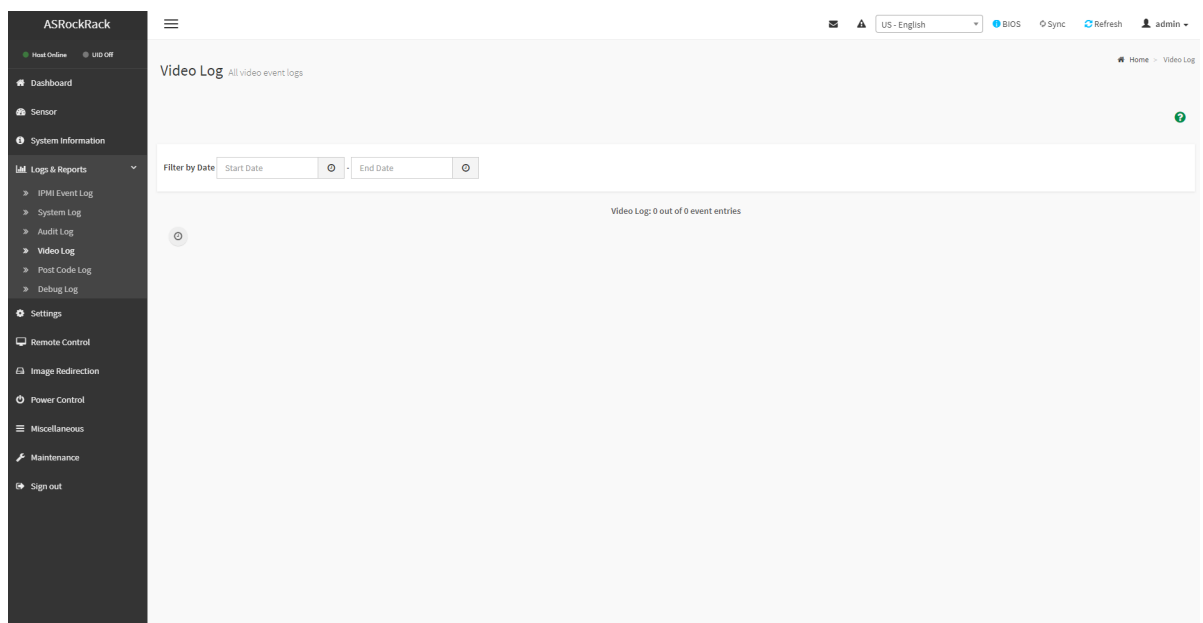 ASRockRack
US - English
BIOS
Sync
Refresh
admin
Host Online
UID Off
Home > Video Log
Video Log All video event logs
Dashboard
Sensor
System Information
Logs & Reports
IPMI Event Log
System Log
Audit Log
Video Log
Post Code Log
Debug Log
Settings
Remote Control
Image Redirection
Power Control
Miscellaneous
Maintenance
Sign out
Filter by Date Start Date - End Date
Video Log: 0 out of 0 event entries